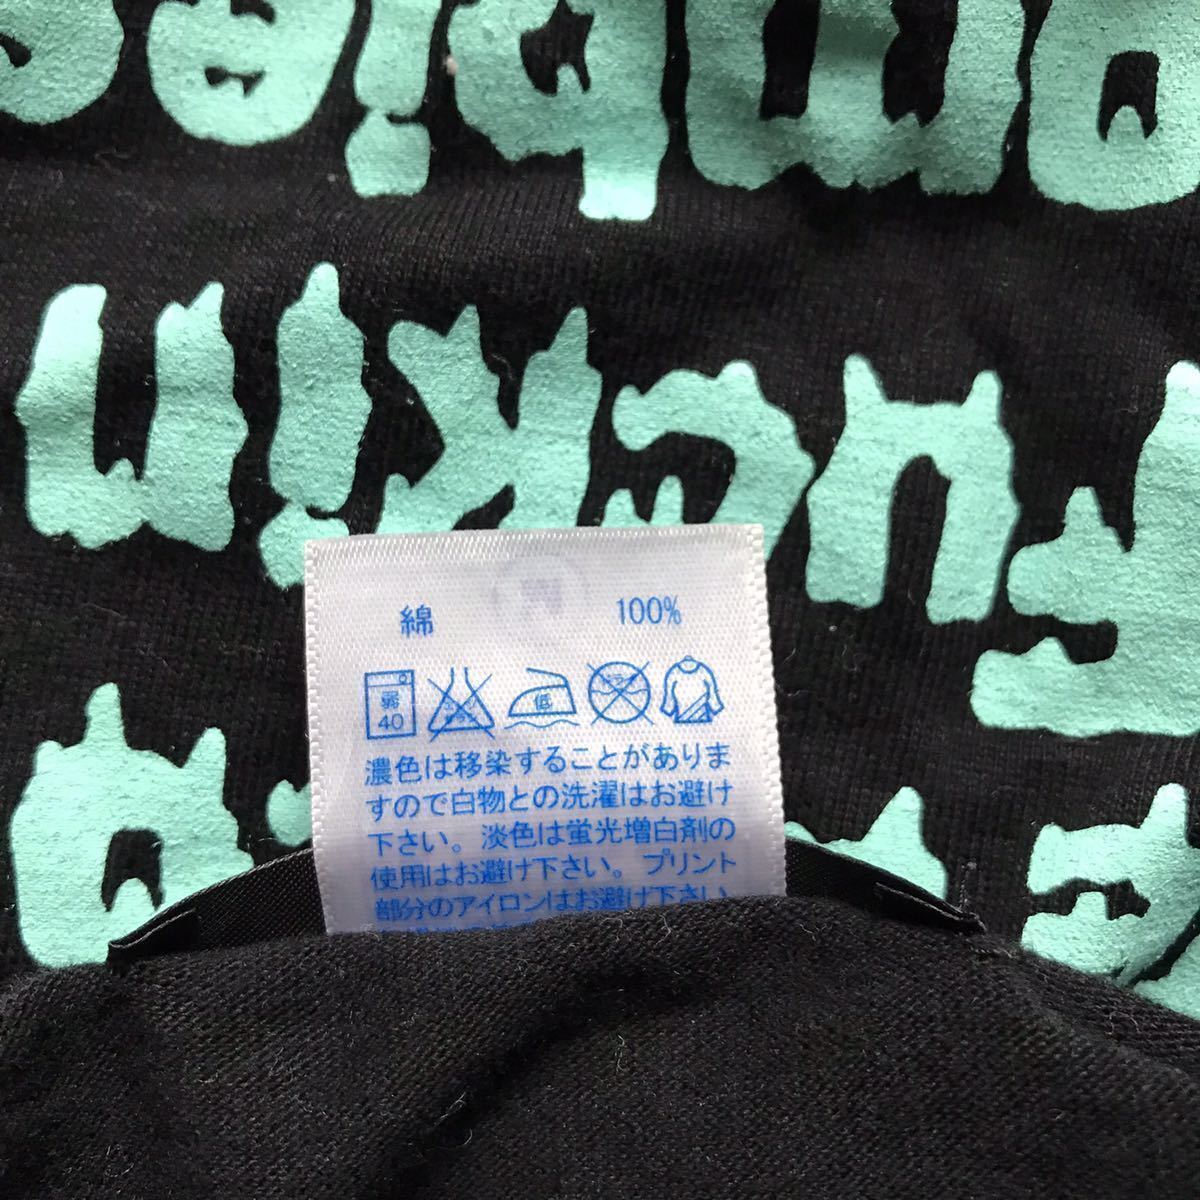 Fuckin
ombies
綿 100%
弱
40
低
濃色は移染することがありま
すので白物との洗濯はお避け
下さい。淡色は蛍光増白剤の
使用はお避け下さい。プリント
部分のアイロンはお避け下さい